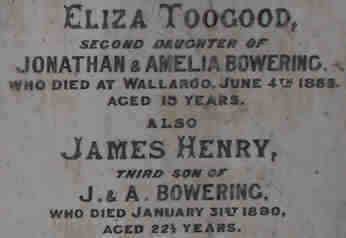 ELIZA TOOGOOD,
SECOND DAUGHTER OF
JONATHAN & AMELIA BOWERING.
WHO DIED AT WALLAROO, JUNE 4TH
AGED 15 YEARS.
ALSO
JAMES HENRY,
THIRD SON OF
J. & A. BOWERING,
WHO DIED JANUARY 31ST 1890,
AGED 22½ YEARS.